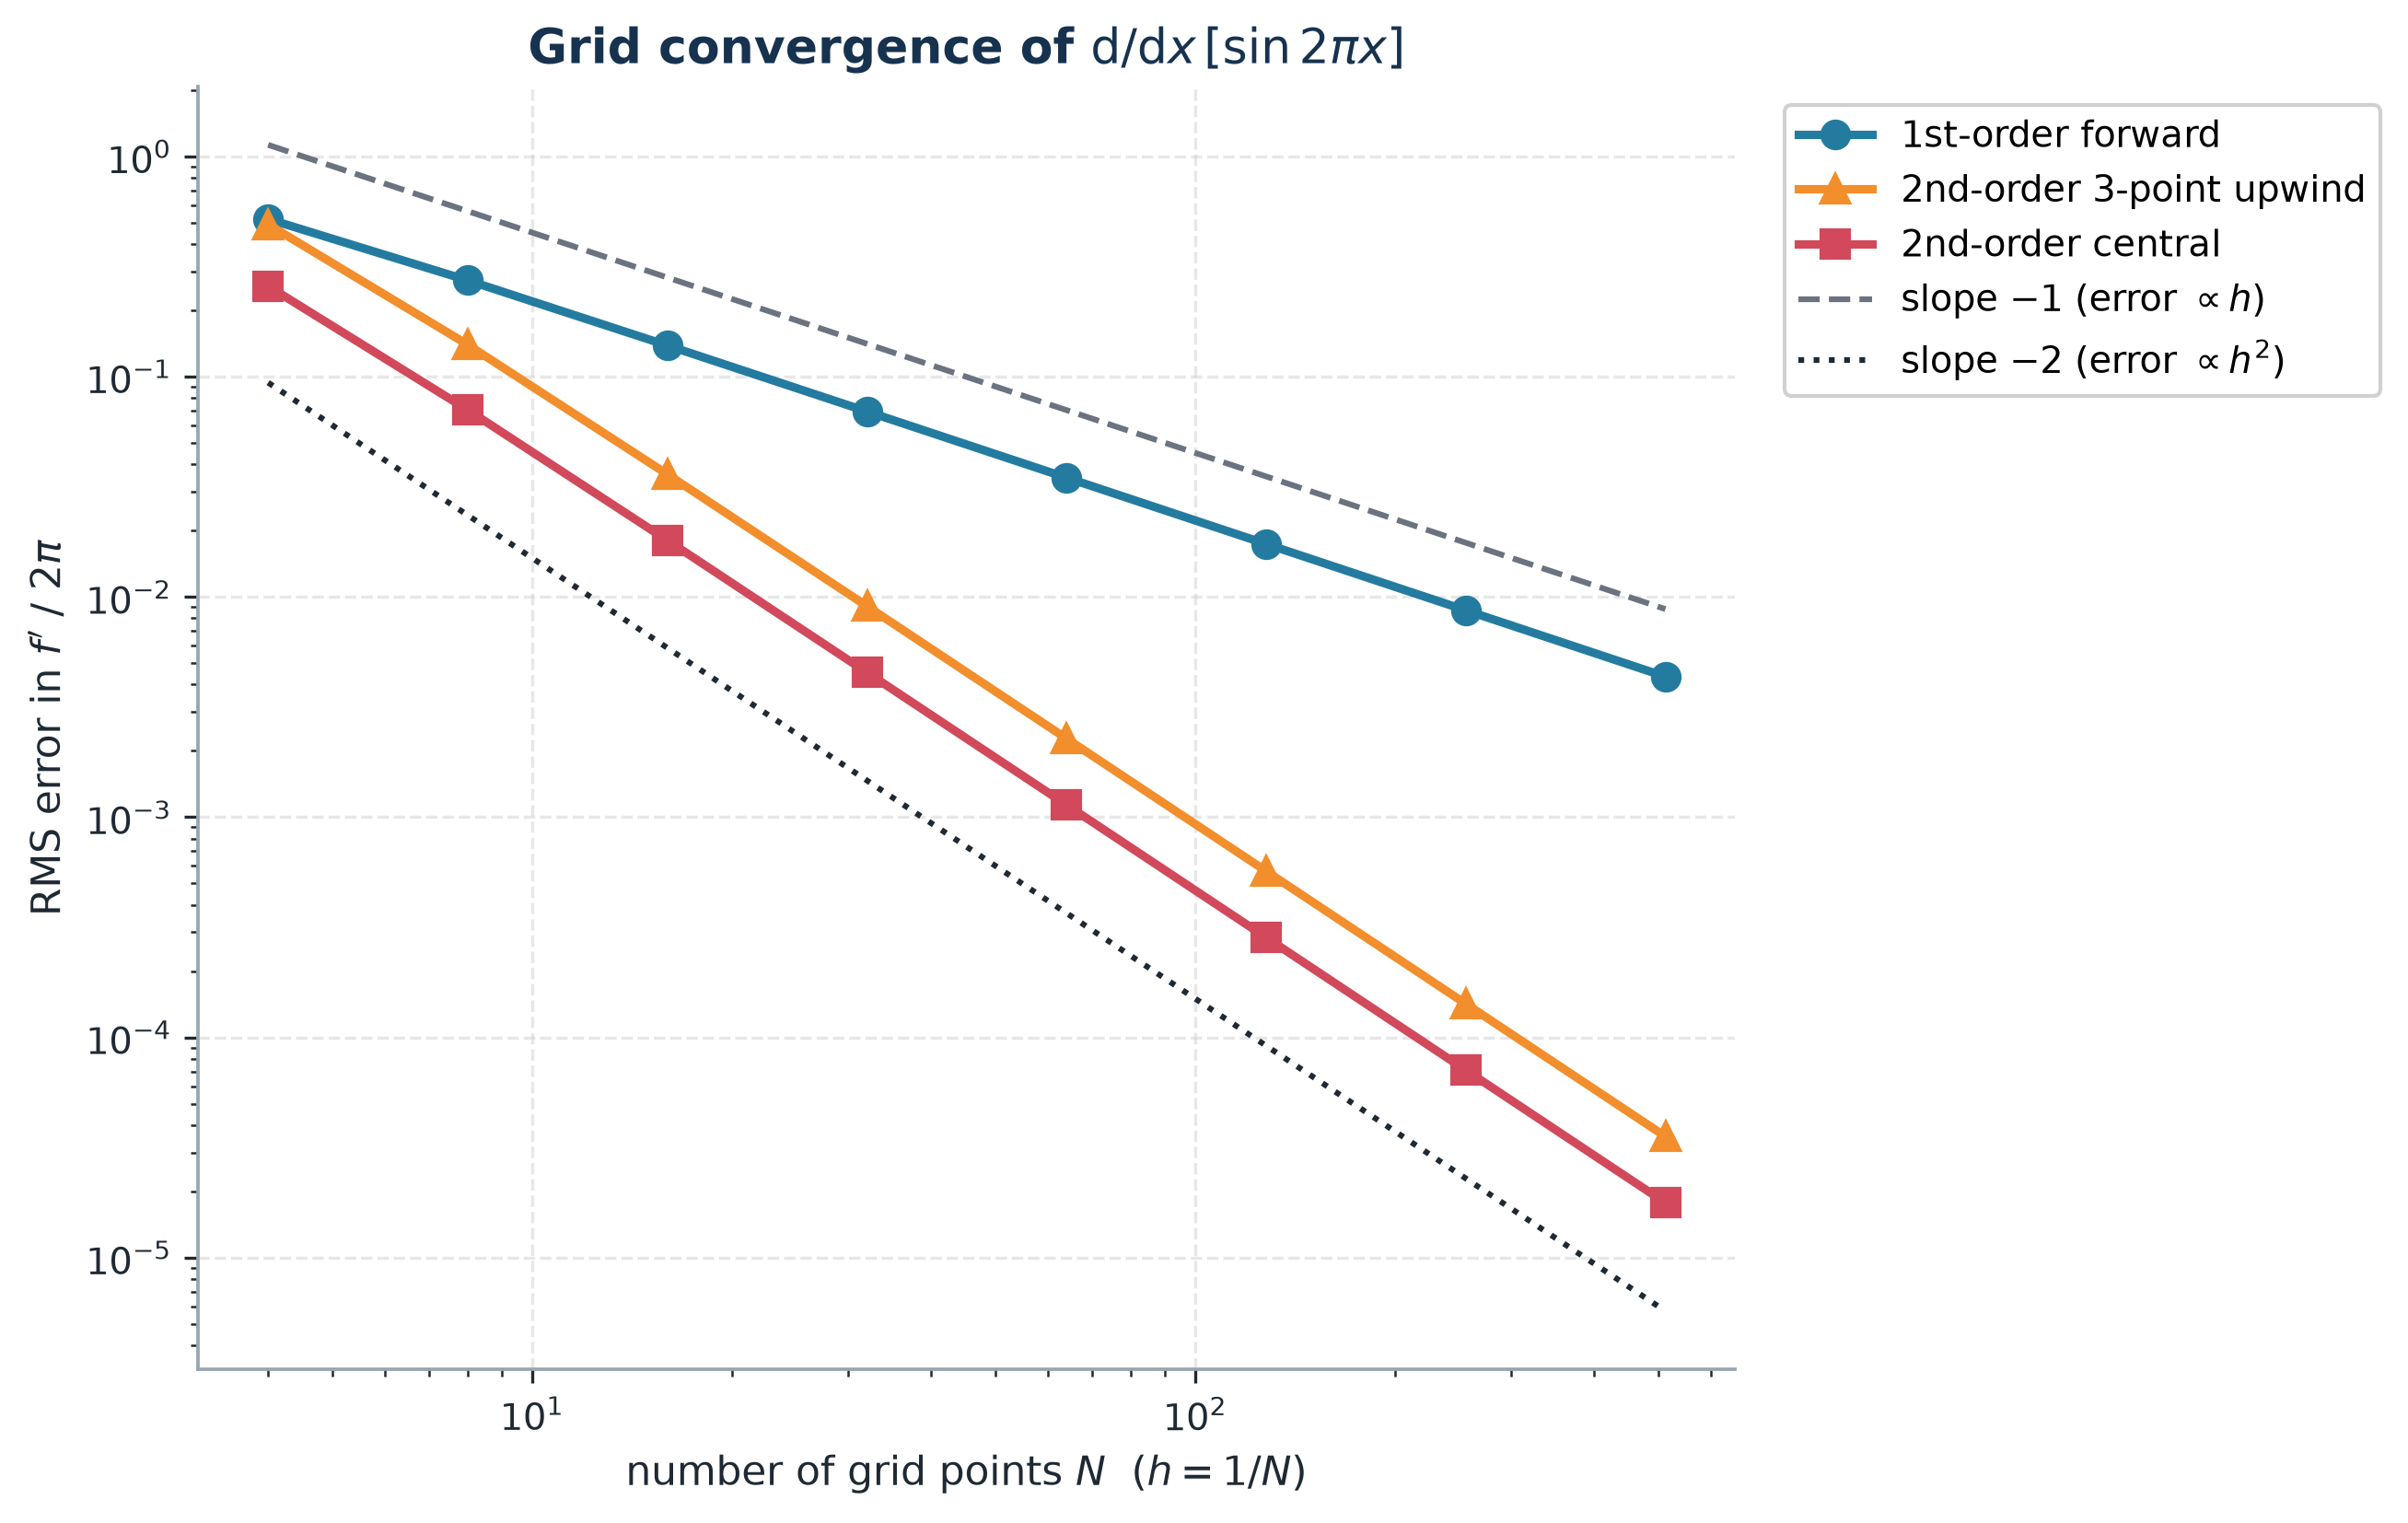 Grid convergence of d/dx [sin 2πx]
10⁰
10⁻¹
10⁻²
10⁻³
10⁻⁴
10⁻⁵
RMS error in f′ / 2π
10¹
10²
number of grid points N (h = 1/N)
1st-order forward
2nd-order 3-point upwind
2nd-order central
slope −1 (error ∝ h)
slope −2 (error ∝ h²)